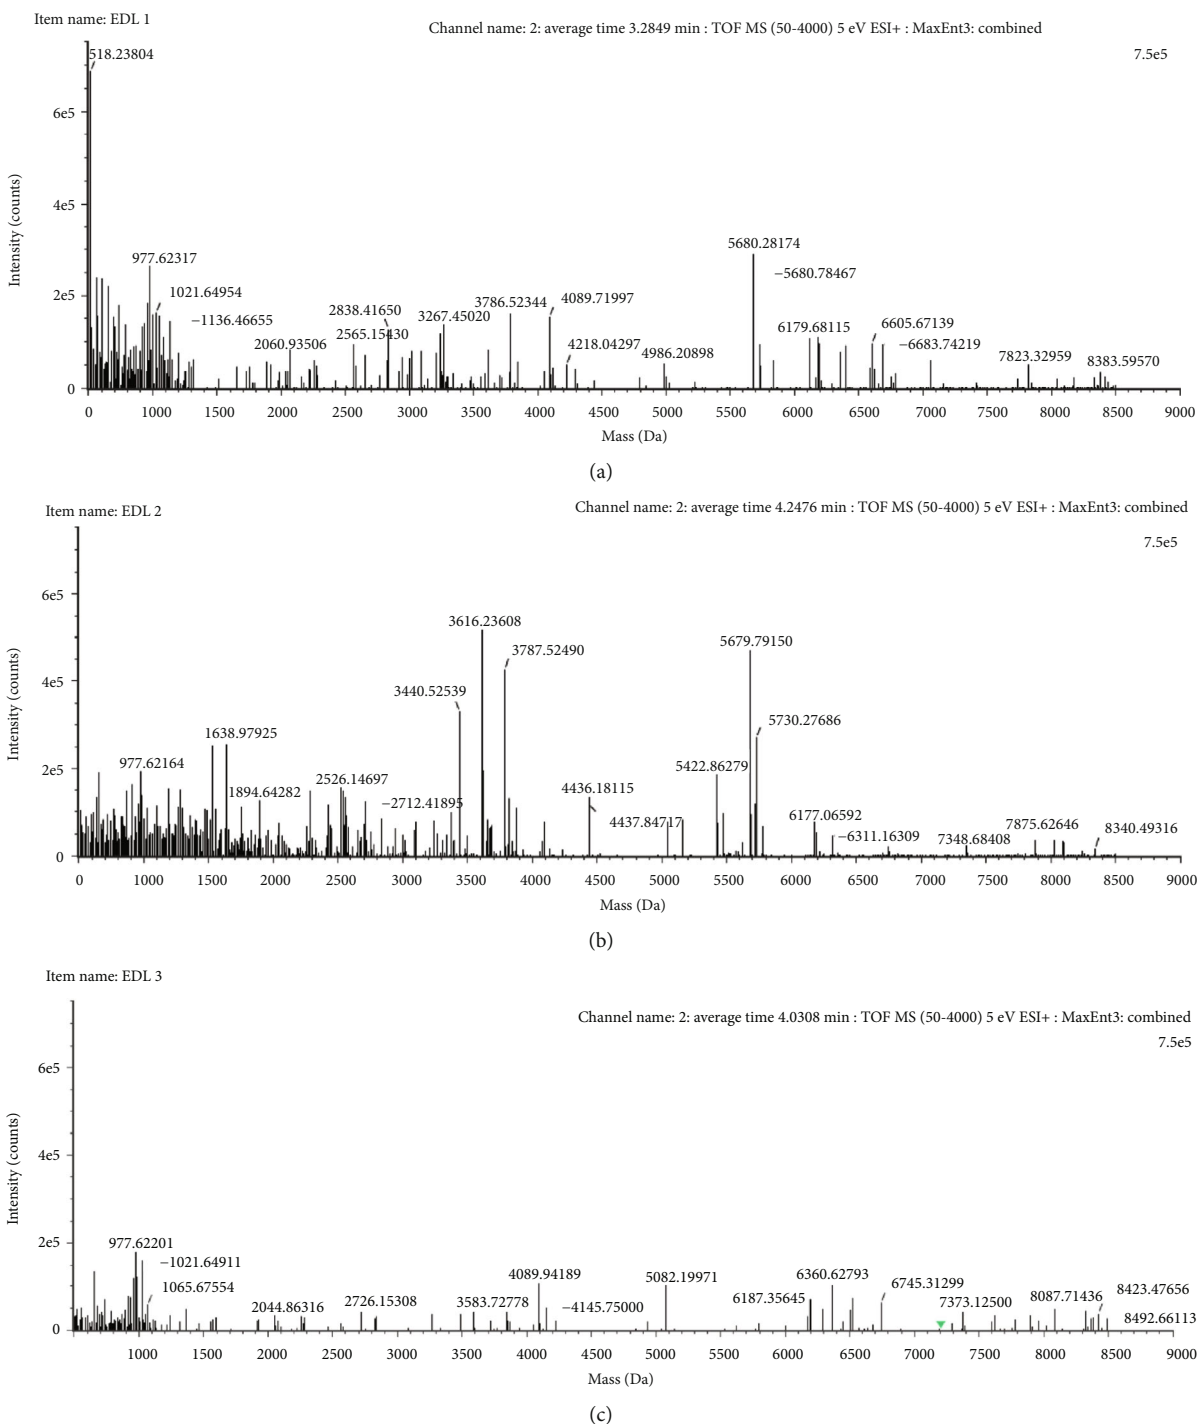 Item name: EDL 1
Channel name: 2: average time 3.2849 min : TOF MS (50-4000) 5 eV ESI+ : MaxEnt3: combined
7.5e5
518.23804
6e5
4e5
2e5
0
Intensity (counts)
977.62317
1021.64954
−1136.46655
2060.93506
2838.41650
2565.15430
3267.45020
3786.52344
4089.71997
4218.04297
4986.20898
5680.28174
−5680.78467
6179.68115
6605.67139
−6683.74219
7823.32959
8383.59570
0 1000 1500 2000 2500 3000 3500 4000 4500 5000 5500 6000 6500 7000 7500 8000 8500 9000
Mass (Da)
(a)
Item name: EDL 2
Channel name: 2: average time 4.2476 min : TOF MS (50-4000) 5 eV ESI+ : MaxEnt3: combined
7.5e5
6e5
4e5
2e5
0
Intensity (counts)
977.62164
1638.97925
1894.64282
2526.14697
−2712.41895
3440.52539
3616.23608
3787.52490
4436.18115
4437.84717
5422.86279
5679.79150
5730.27686
6177.06592
−6311.16309
7348.68408
7875.62646
8340.49316
0 1000 1500 2000 2500 3000 3500 4000 4500 5000 5500 6000 6500 7000 7500 8000 8500 9000
Mass (Da)
(b)
Item name: EDL 3
Channel name: 2: average time 4.0308 min : TOF MS (50-4000) 5 eV ESI+ : MaxEnt3: combined
7.5e5
6e5
4e5
2e5
0
Intensity (counts)
977.62201
−1021.64911
1065.67554
2044.86316
2726.15308
3583.72778
4089.94189
−4145.75000
5082.19971
6187.35645
6360.62793
6745.31299
7373.12500
8087.71436
8423.47656
8492.66113
1000 1500 2000 2500 3000 3500 4000 4500 5000 5500 6000 6500 7000 7500 8000 8500 9000
Mass (Da)
(c)